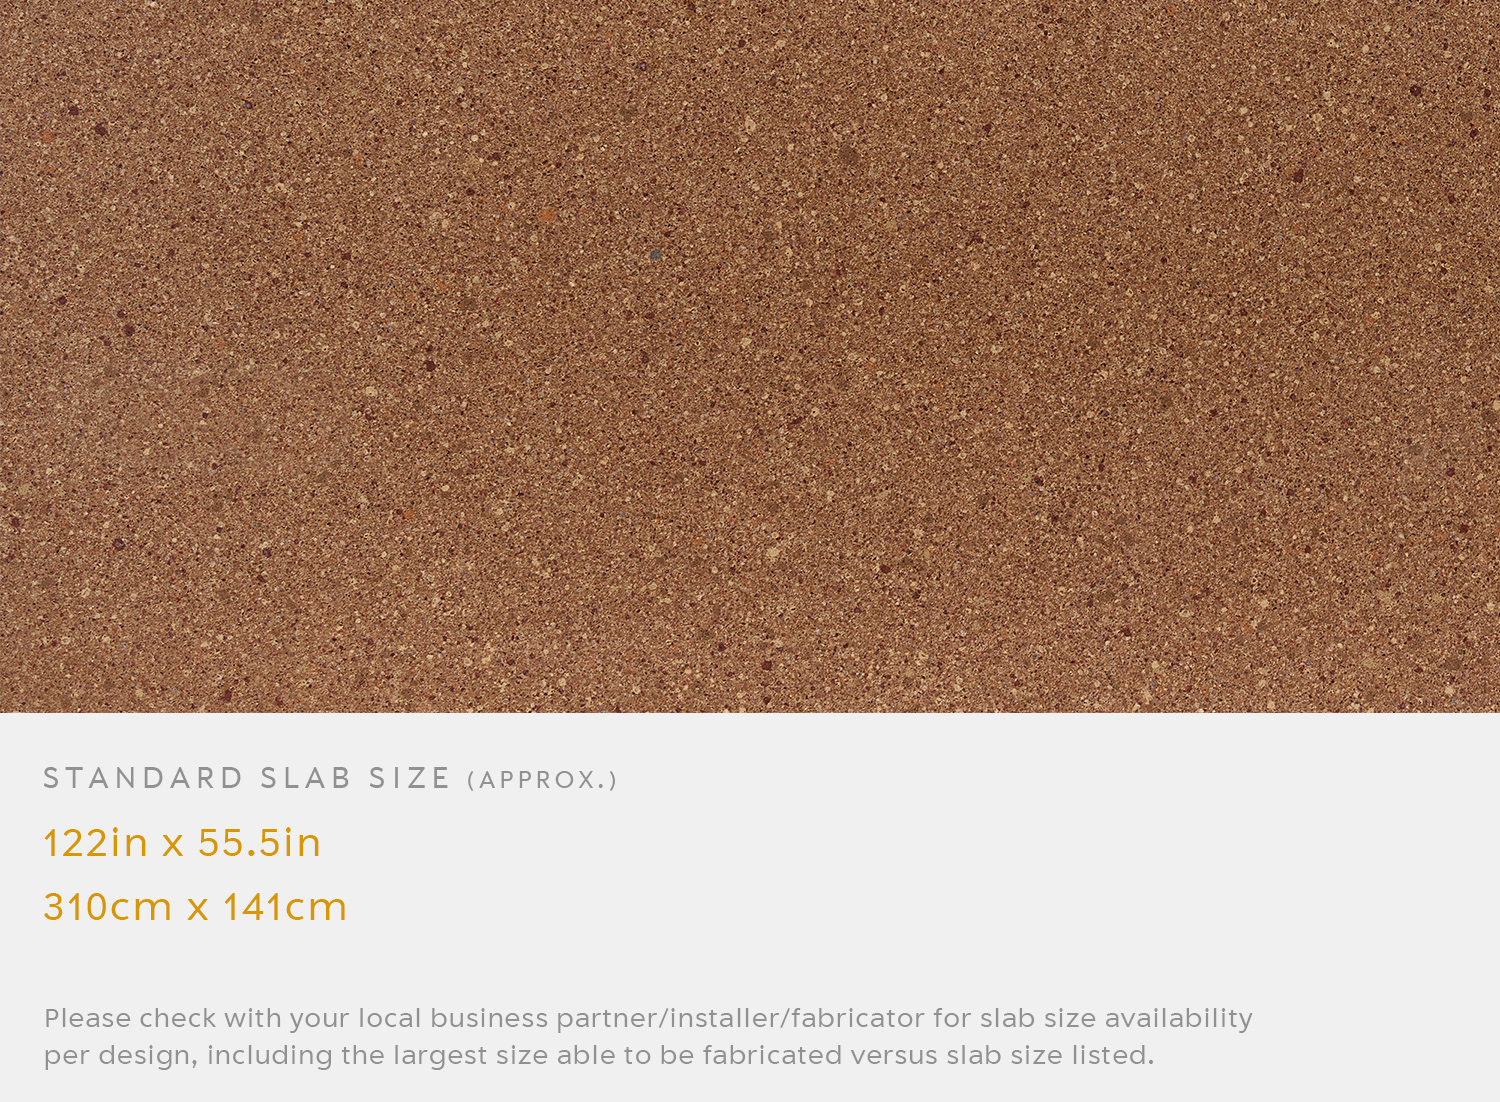 STANDARD SLAB SIZE (APPROX.)
122in x 55.5in
310cm x 141cm
Please check with your local business partner/installer/fabricator for slab size availability
per design, including the largest size able to be fabricated versus slab size listed.